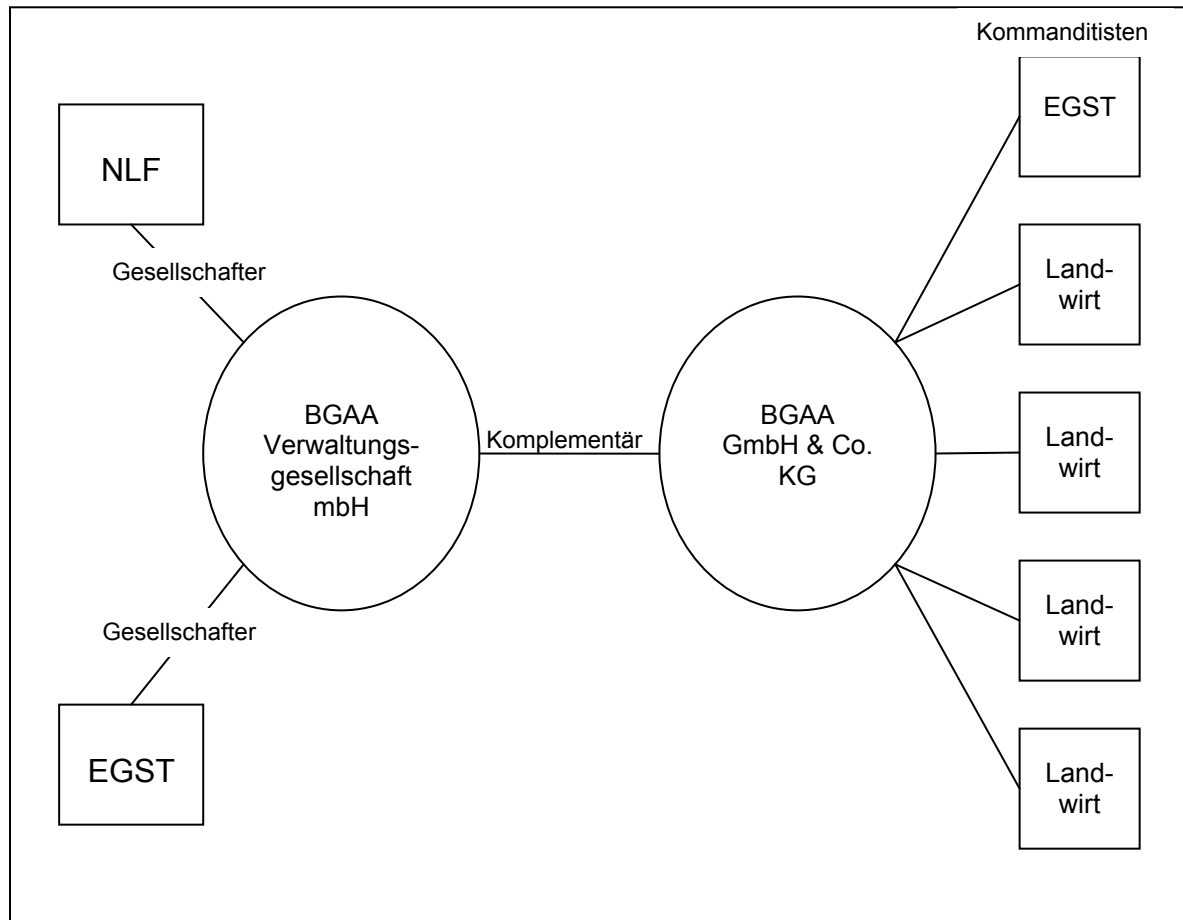 Kommanditisten
EGST
NLF
Gesellschafter
Land-
wirt
BGAA
Verwaltungs-
gesellschaft
mbH
Komplementär
BGAA
GmbH & Co.
KG
Land-
wirt
Gesellschafter
Land-
wirt
EGST
Land-
wirt